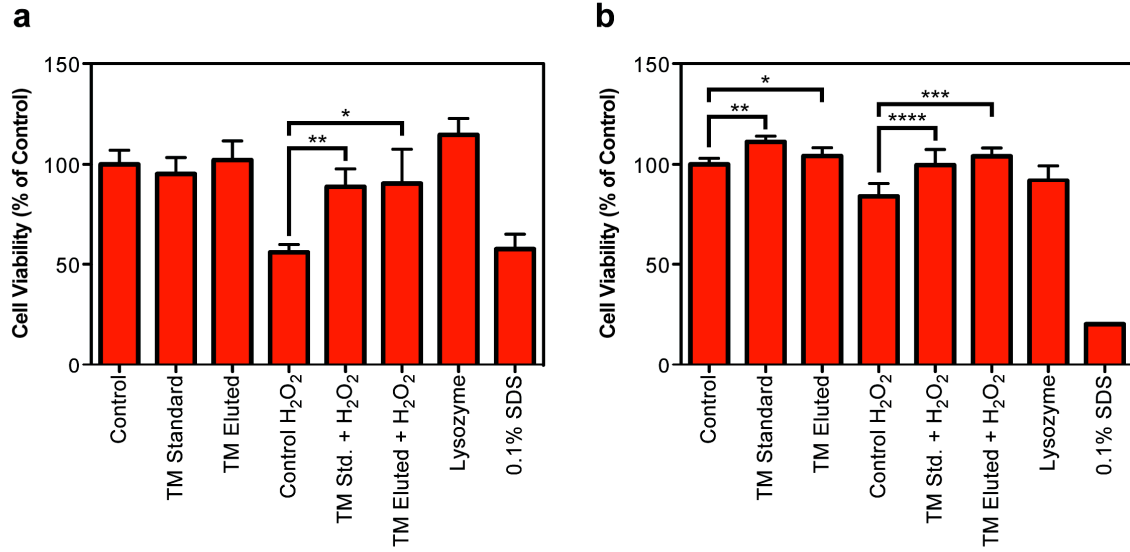 a
Cell Viability (% of Control)
150
100
50
0
*
**
Control
TM Standard
TM Eluted
Control H₂O₂
TM Std. + H₂O₂
TM Eluted + H₂O₂
Lysozyme
0.1% SDS
b
Cell Viability (% of Control)
150
100
50
0
*
**
***
****
Control
TM Standard
TM Eluted
Control H₂O₂
TM Std. + H₂O₂
TM Eluted + H₂O₂
Lysozyme
0.1% SDS